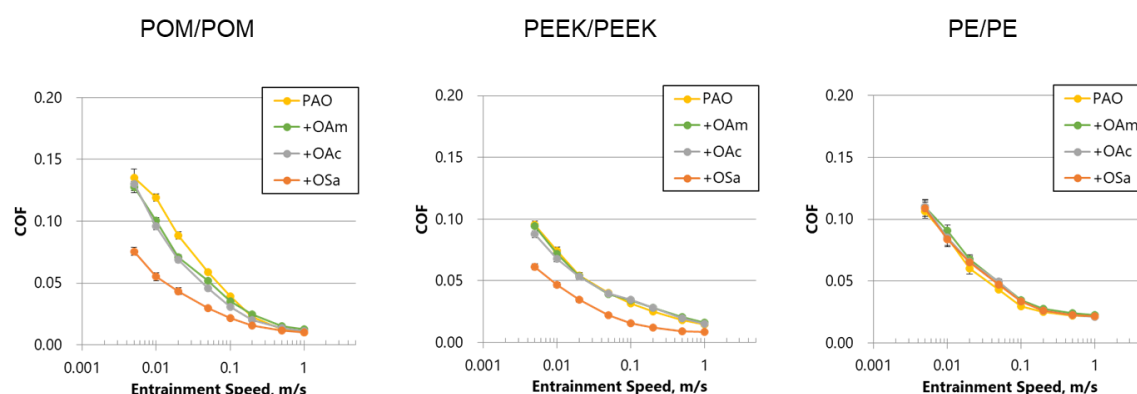 POM/POM
0.20
0.15
0.10
0.05
0.00
COF
0.001
0.01
0.1
1
Entrainment Speed, m/s
PAO
+OAm
+OAc
+OSa
PEEK/PEEK
0.20
0.15
0.10
0.05
0.00
COF
0.001
0.01
0.1
1
Entrainment Speed, m/s
PAO
+OAm
+OAc
+OSa
PE/PE
0.20
0.15
0.10
0.05
0.00
COF
0.001
0.01
0.1
1
Entrainment Speed, m/s
PAO
+OAm
+OAc
+OSa